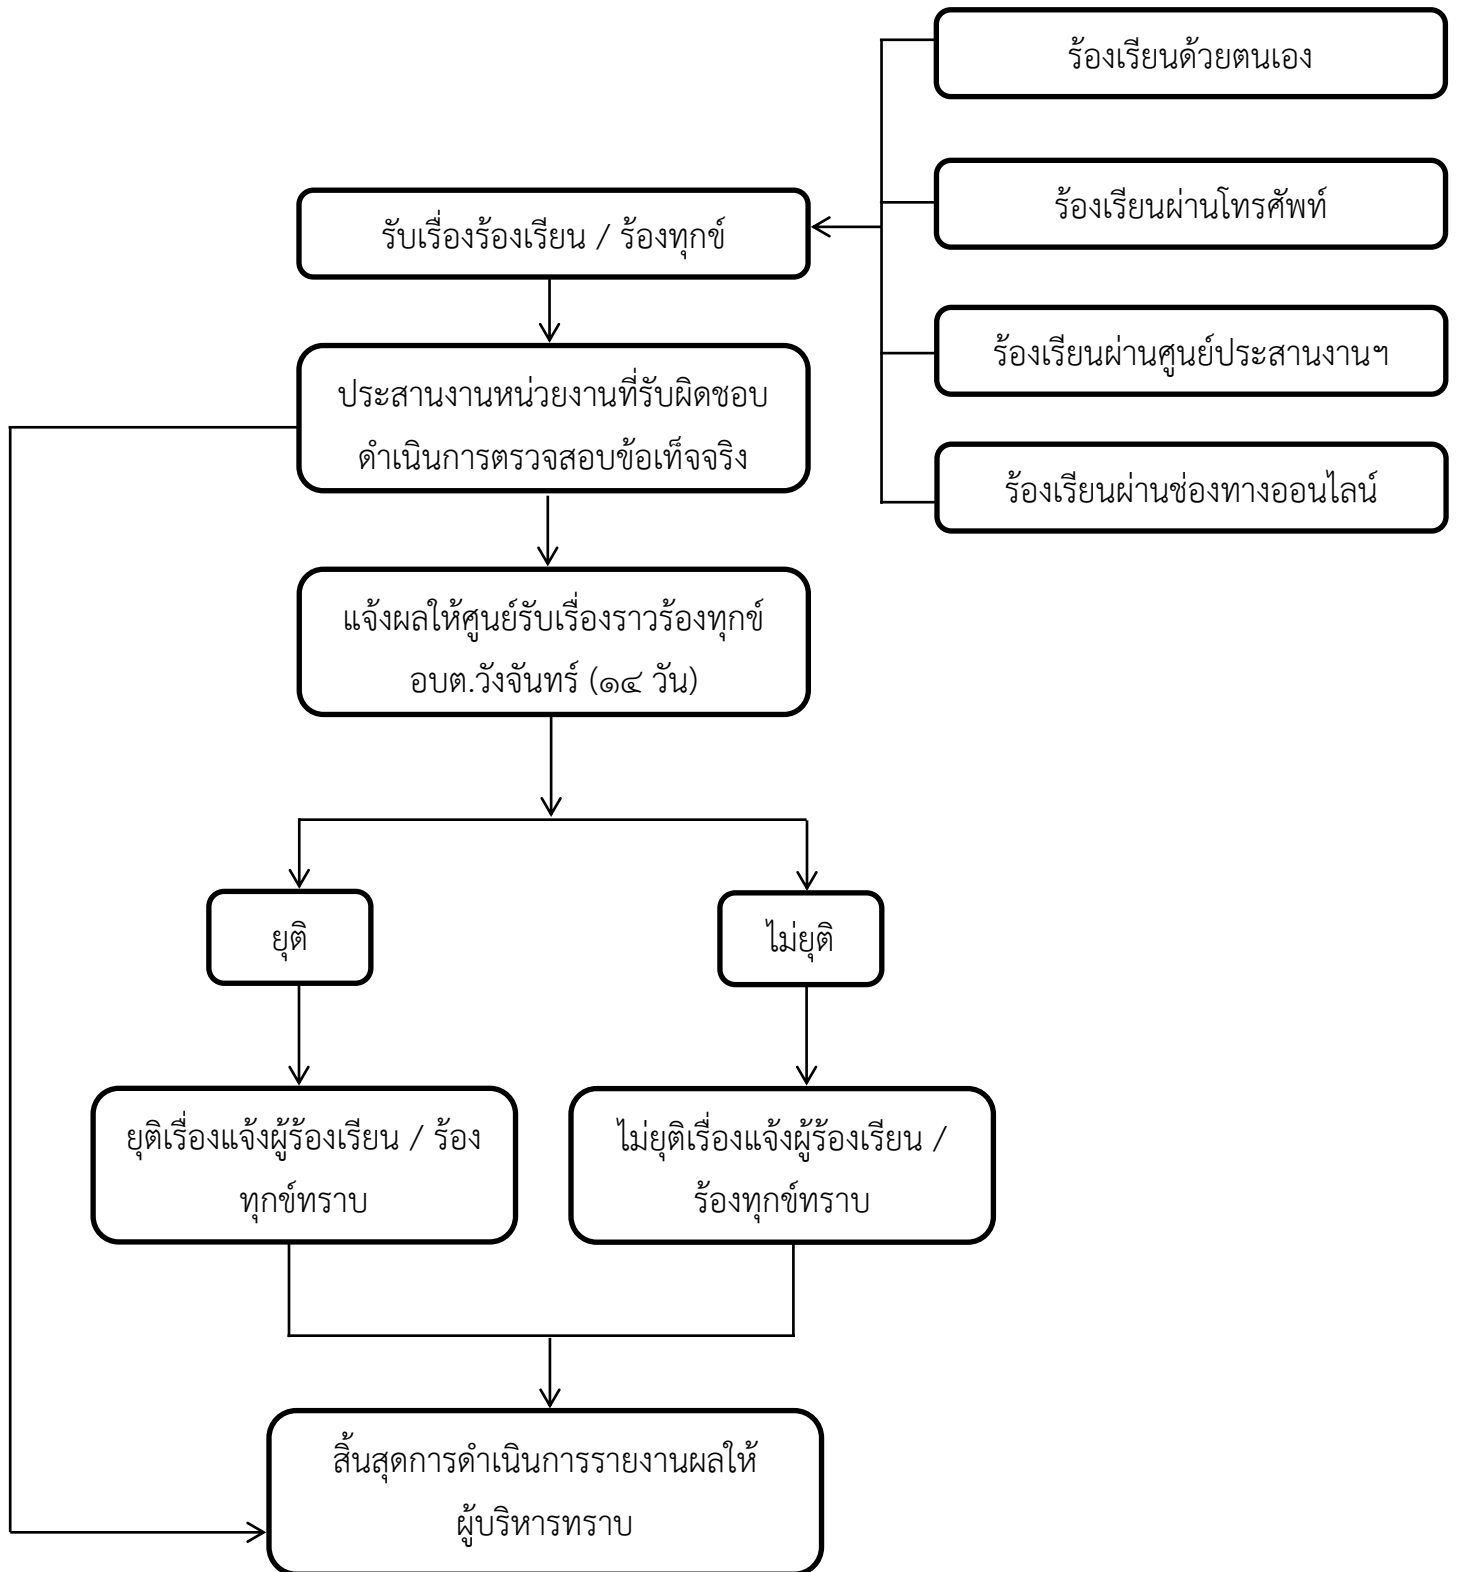 ร้องเรียนด้วยตนเอง
ร้องเรียนผ่านโทรศัพท์
รับเรื่องร้องเรียน / ร้องทุกข์
ร้องเรียนผ่านศูนย์ประสานงานฯ
ประสานงานหน่วยงานที่รับผิดชอบ
ดำเนินการตรวจสอบข้อเท็จจริง
ร้องเรียนผ่านช่องทางออนไลน์
แจ้งผลให้ศูนย์รับเรื่องราวร้องทุกข์
อบต.วังจันทร์ (๑๔ วัน)
ยุติ
ไม่ยุติ
ยุติเรื่องแจ้งผู้ร้องเรียน / ร้อง
ทุกข์ทราบ
ไม่ยุติเรื่องแจ้งผู้ร้องเรียน /
ร้องทุกข์ทราบ
สิ้นสุดการดำเนินการรายงานผลให้
ผู้บริหารทราบ